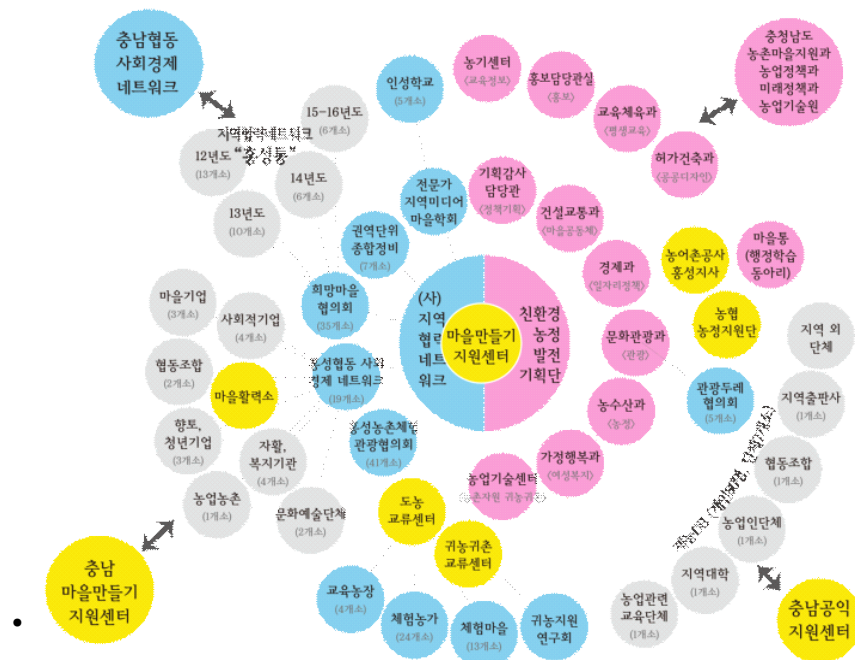 충남협동
사회경제
네트워크
충청남도
농촌마을지원과
농업정책과
미래정책과
농업기술원
농기센터
〈교육정보〉
홍보담당관실
〈홍보〉
교육체육과
〈평생교육〉
허가건축과
〈공공디자인〉
인성학교
(5개소)
15-16년도
(6개소)
지역협력네트워크
"홍성통"
12년도
(13개소)
14년도
(6개소)
13년도
(10개소)
전문가
지역미디어
마을학회
기획감사
담당관
〈정책기획〉
건설교통과
〈마을공동체〉
경제과
〈일자리정책〉
문화관광과
〈관광〉
농수산과
〈농정〉
가정행복과
〈여성복지〉
농업기술센터
권역단위
종합정비
(7개소)
희망마을
협의회
(35개소)
홍성협동 사회
경제 네트워크
(19개소)
홍성농촌체험
관광협의회
(41개소)
(사)
지역
협력
네트
워크
마을만들기
지원센터
친환경
농정
발전
기획단
농어촌공사
홍성지사
마을통
(행정학습
동아리)
농협
농정지원단
관광두레
협의회
(5개소)
지역 외
단체
지역출판사
(1개소)
협동조합
(1개소)
농업인단체
(1개소)
지역대학
(1개소)
농업관련
교육단체
(1개소)
마을기업
(3개소)
사회적기업
(4개소)
협동조합
(2개소)
마을활력소
향토,
청년기업
(3개소)
자활,
복지기관
(4개소)
농업농촌
(1개소)
문화예술단체
(2개소)
도농
교류센터
귀농귀촌
교류센터
교육농장
(4개소)
체험농가
(24개소)
체험마을
(13개소)
귀농지원
연구회
충남
마을만들기
지원센터
충남공익
지원센터